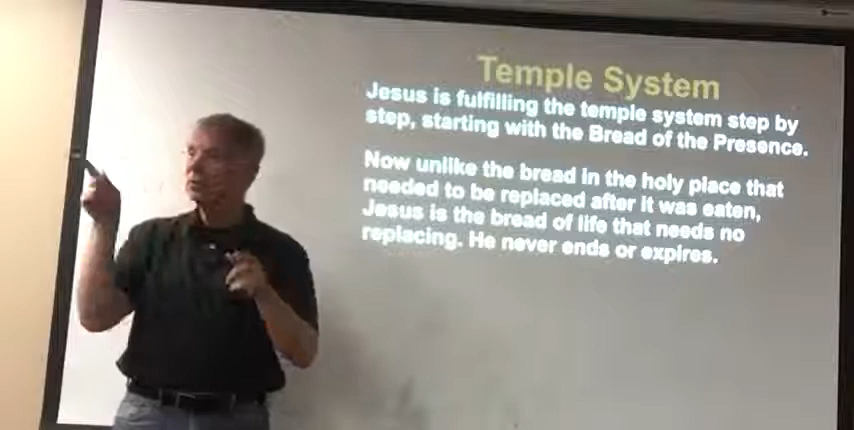 Temple System
Jesus is fulfilling the temple system step by
step, starting with the Bread of the Presence.
Now unlike the bread in the holy place that
needed to be replaced after it was eaten,
Jesus is the bread of life that needs no
replacing. He never ends or expires.